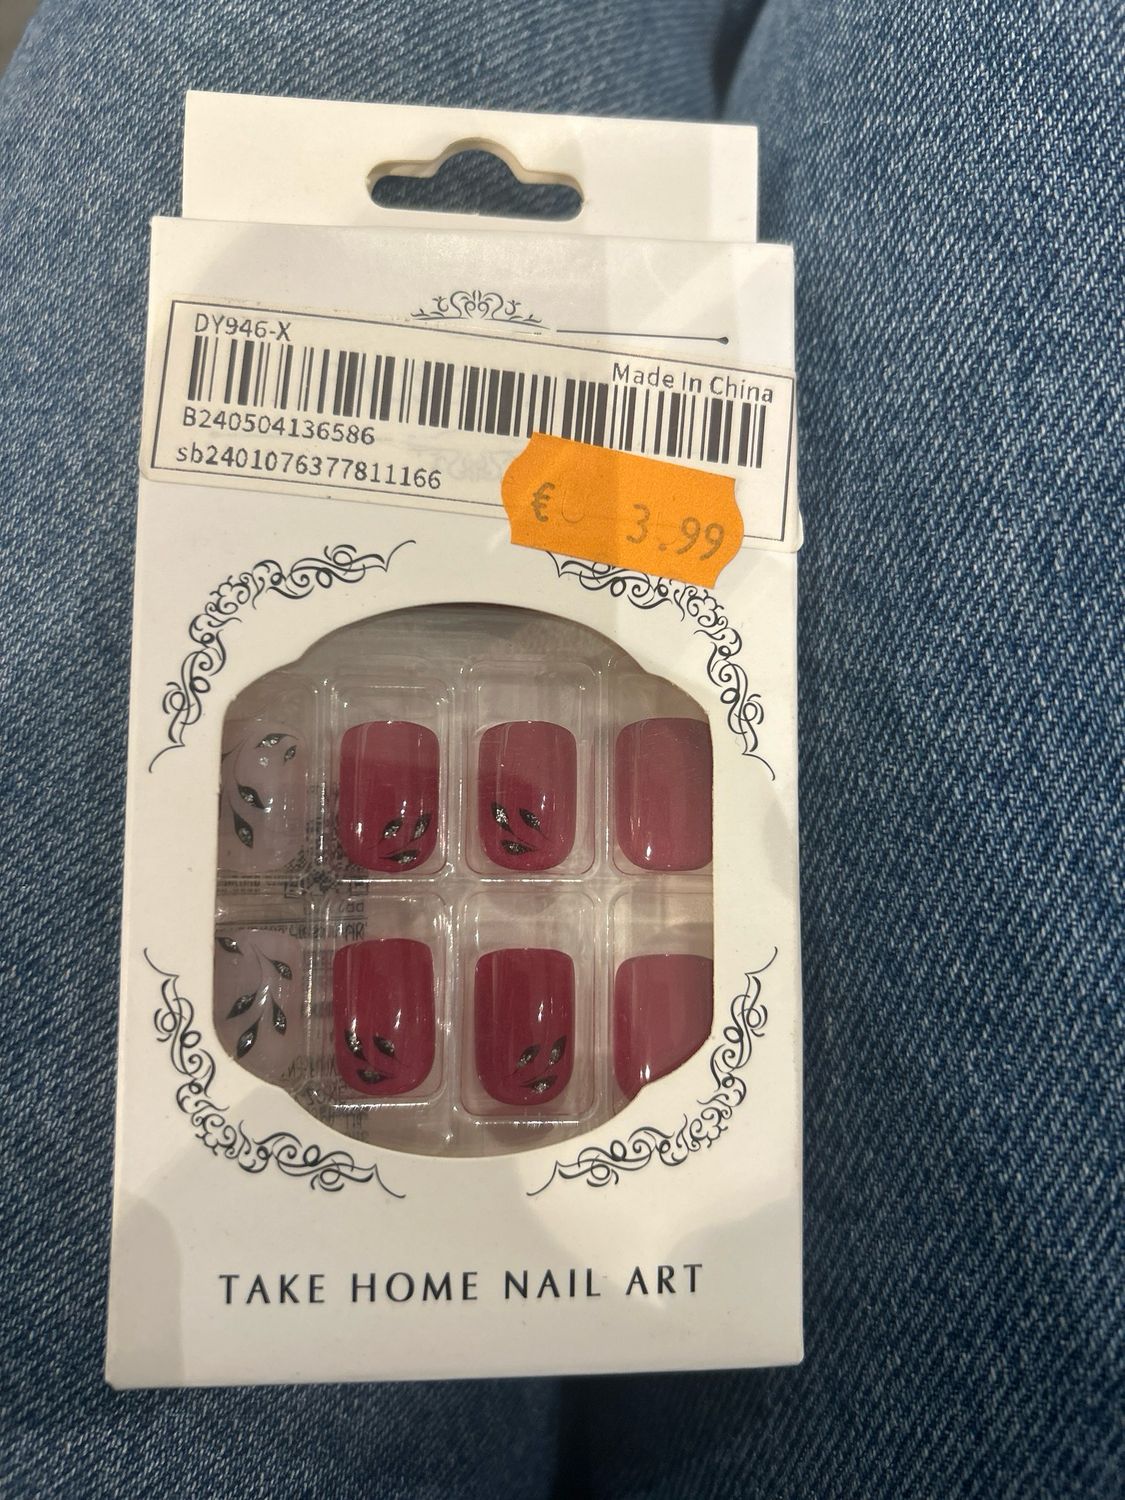 DY946-X
Made In China
B240504136586
sb2401076377811166
€ 3.99
TAKE HOME NAIL ART